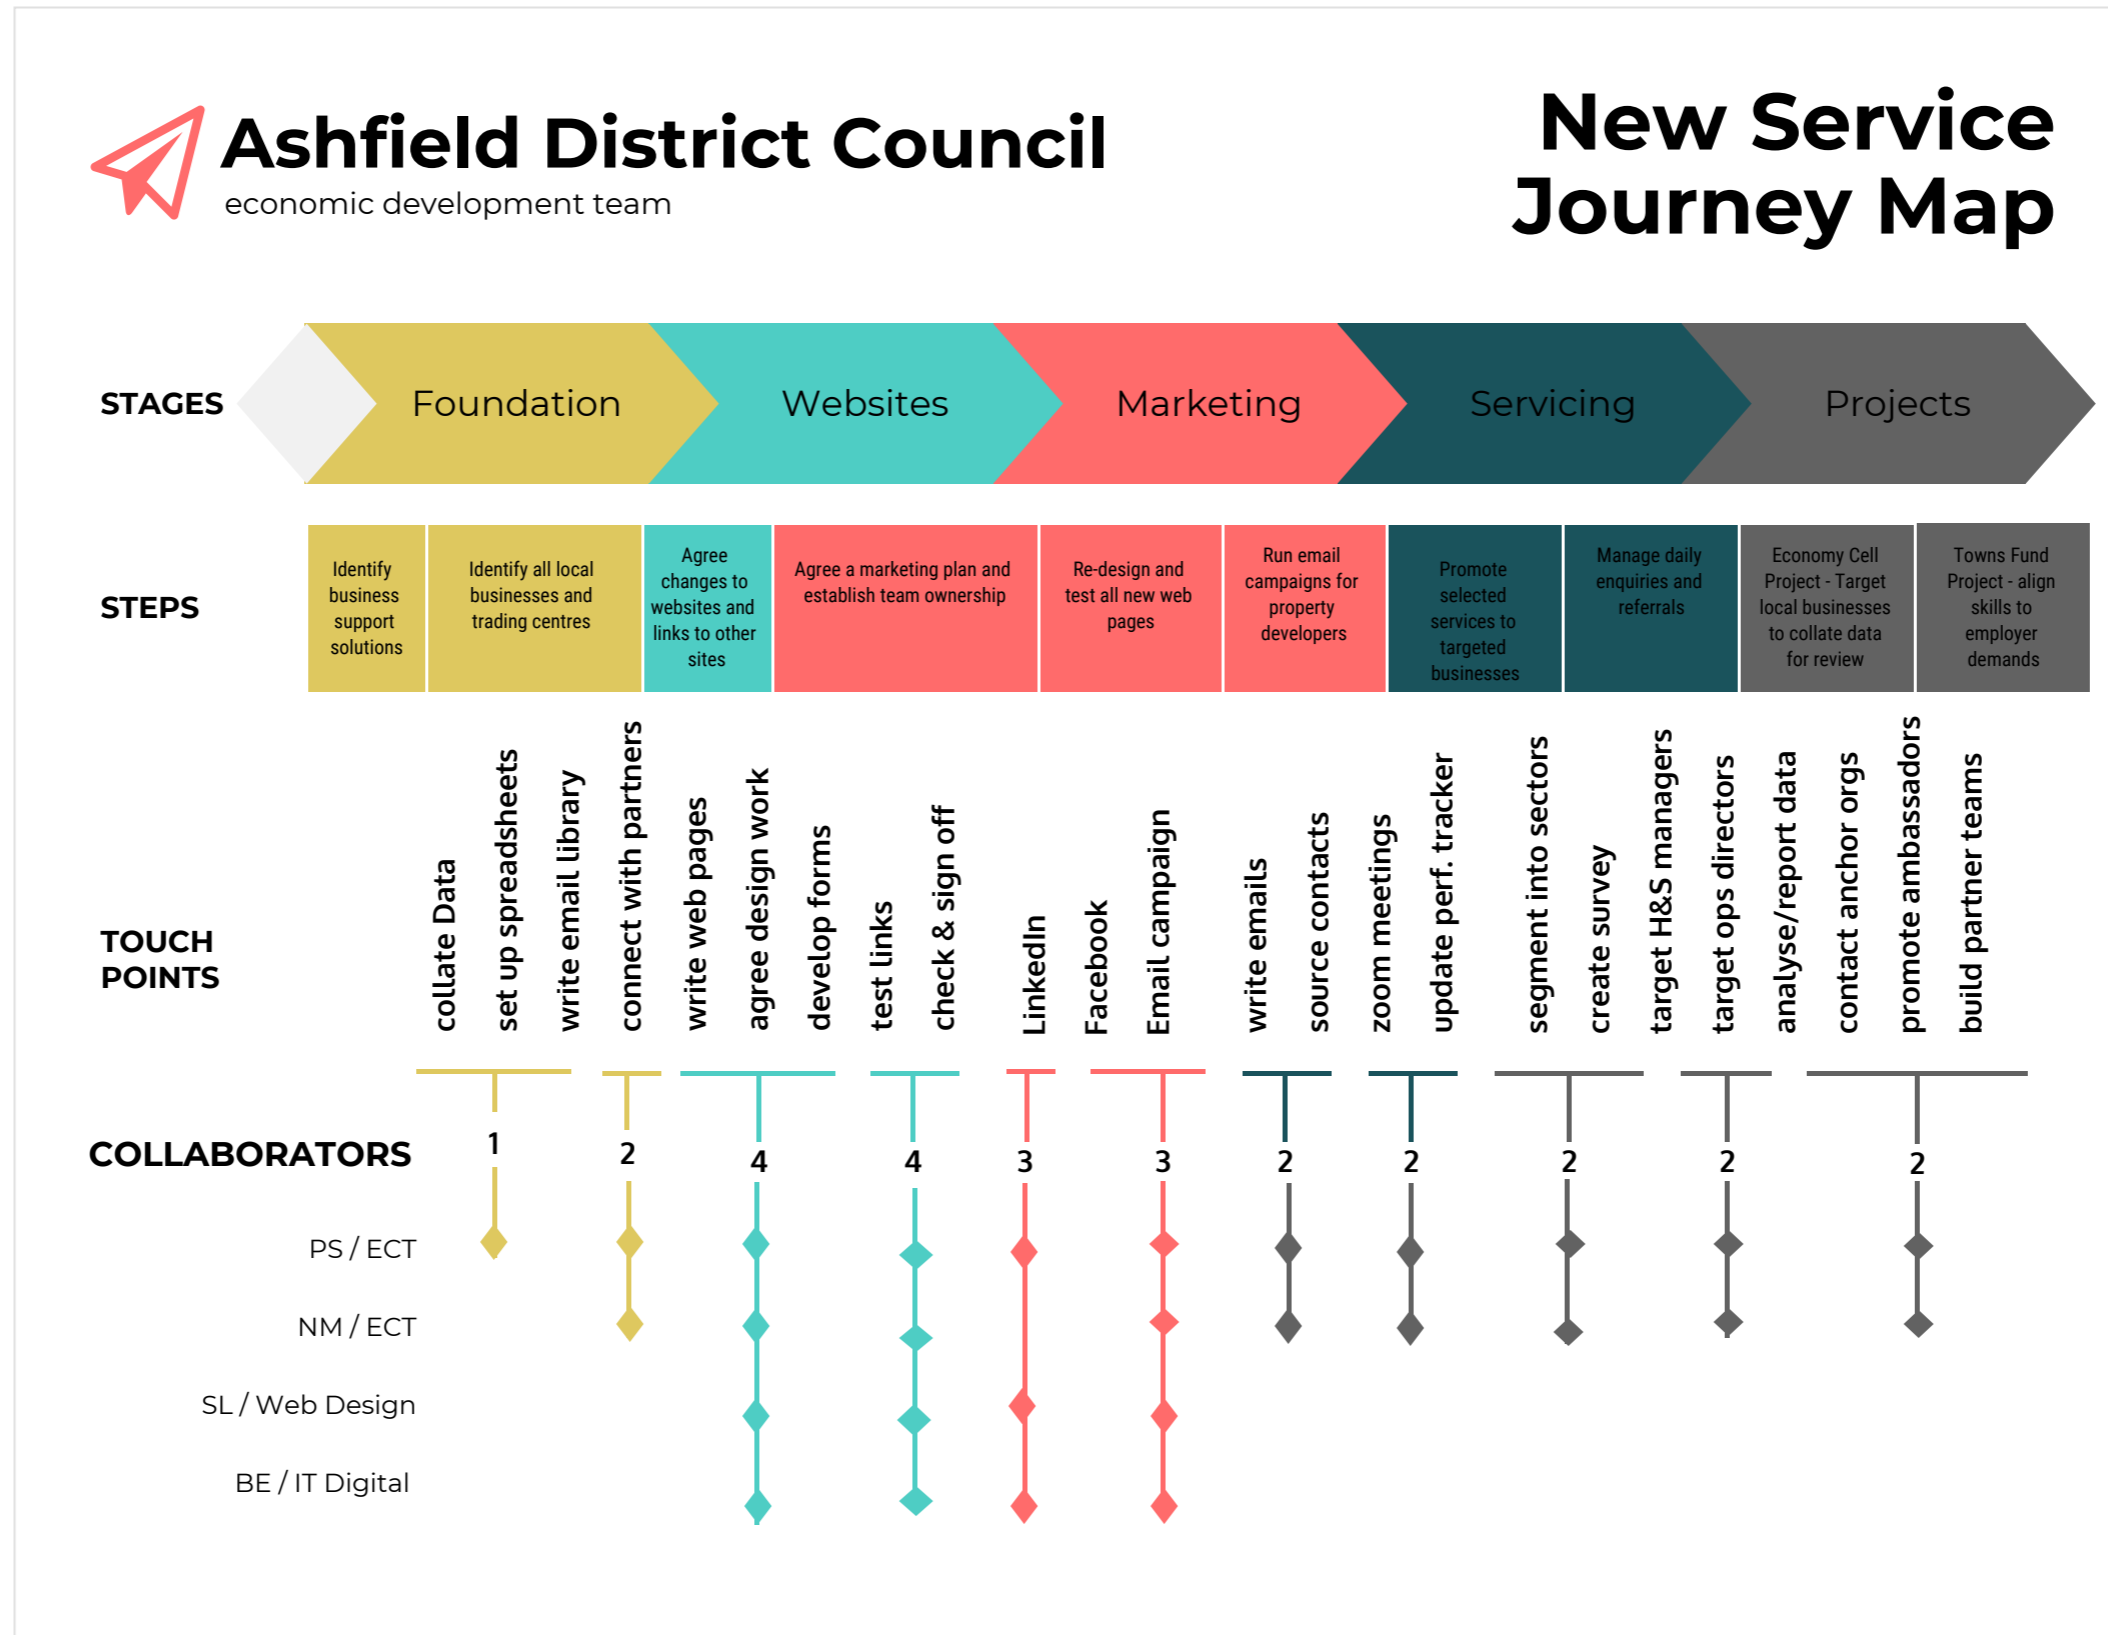 Ashfield District Council
economic development team
New Service
Journey Map
STAGES
Foundation
Websites
Marketing
Servicing
Projects
STEPS
Identify
business
support
solutions
Identify all local
businesses and
trading centres
Agree
changes to
websites and
links to other
sites
Agree a marketing plan and
establish team ownership
Re-design and
test all new web
pages
Run email
campaigns for
property
developers
Promote
selected
services to
targeted
businesses
Manage daily
enquiries and
referrals
Economy Cell
Project - Target
local businesses
to collate data
for review
Towns Fund
Project - align
skills to
employer
demands
TOUCH
POINTS
collate Data
set up spreadsheets
write email library
connect with partners
write web pages
agree design work
develop forms
test links
check & sign off
LinkedIn
Facebook
Email campaign
write emails
source contacts
zoom meetings
update perf. tracker
segment into sectors
create survey
target H&S managers
target ops directors
analyse/report data
contact anchor orgs
promote ambassadors
build partner teams
COLLABORATORS
1
2
4
4
3
3
2
2
2
2
2
PS / ECT
NM / ECT
SL / Web Design
BE / IT Digital